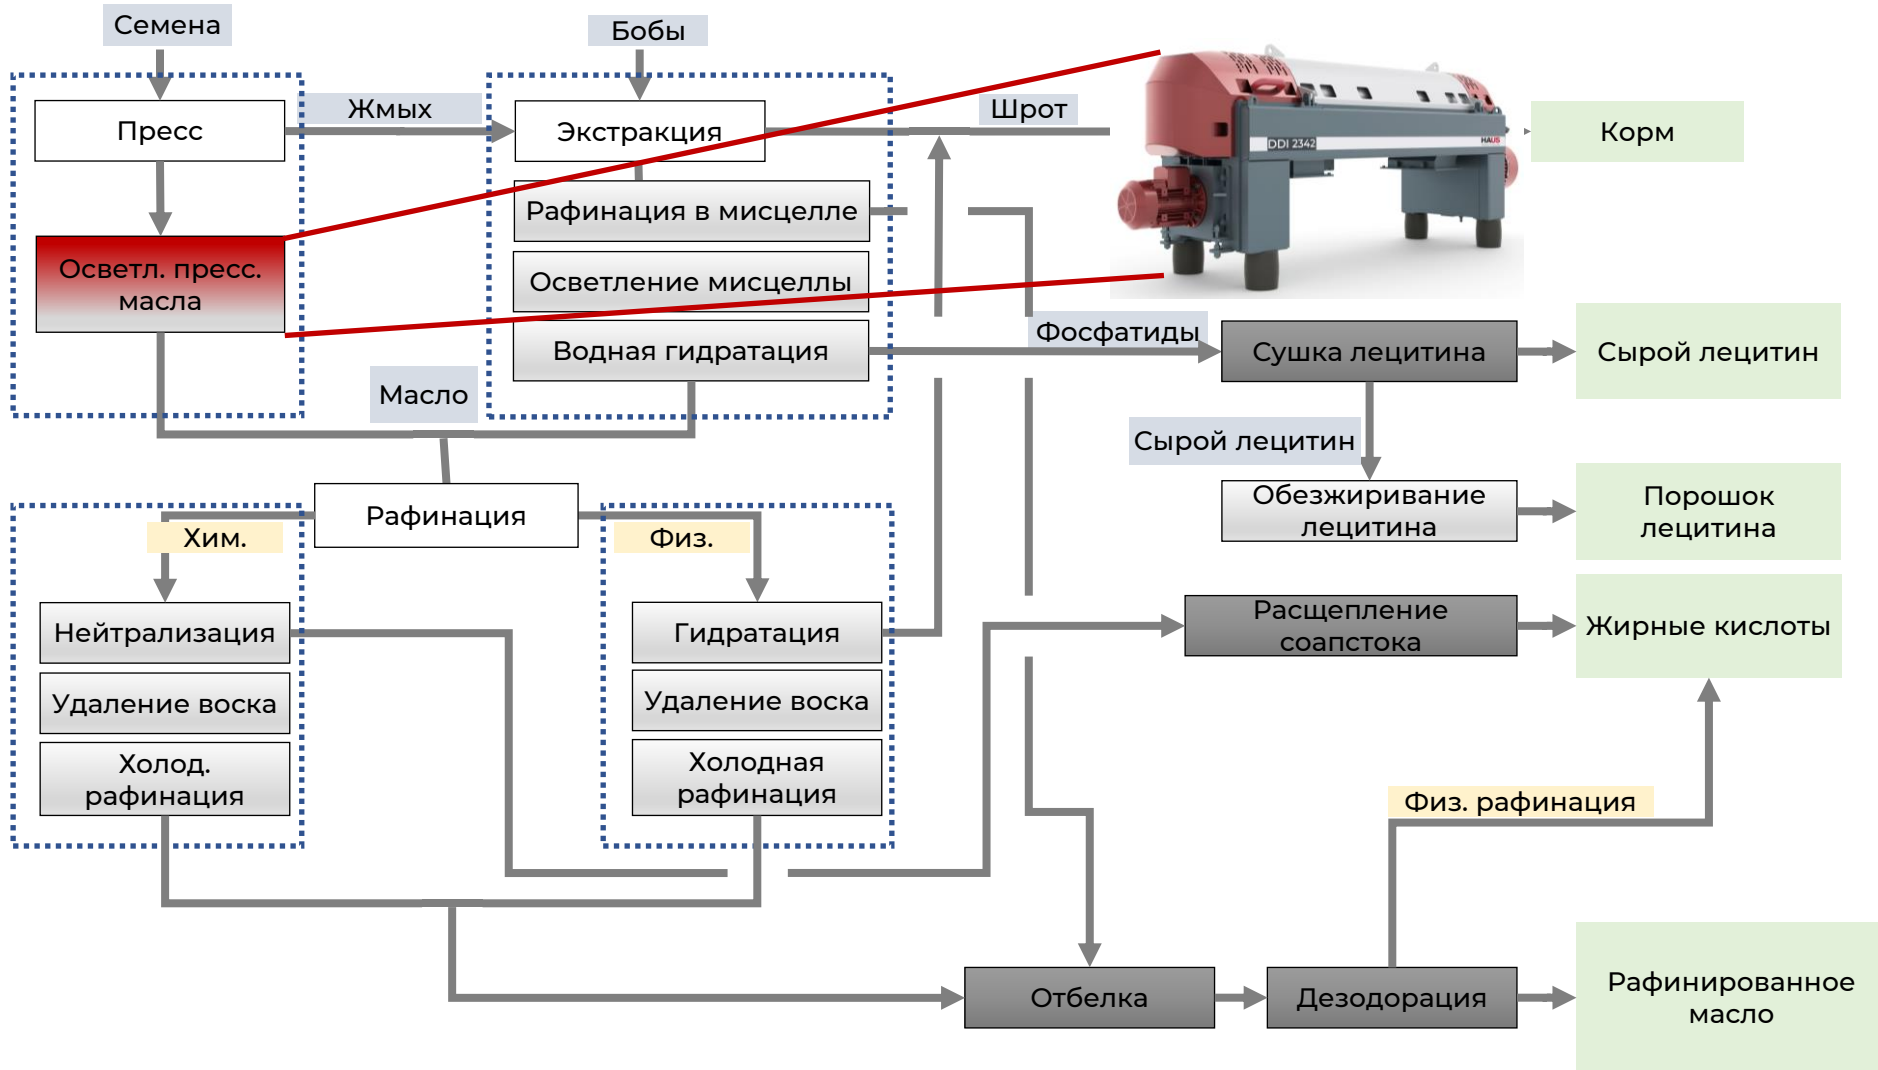 Семена
Бобы
Жмых
Шрот
Пресс
Экстракция
DDI 2342
HAUS
Корм
Рафинация в мисцелле
Осветл. пресс.
масла
Осветление мисцеллы
Фосфатиды
Водная гидратация
Сушка лецитина
Сырой лецитин
Масло
Сырой лецитин
Обезжиривание
лецитина
Порошок
лецитина
Рафинация
Хим.
Физ.
Нейтрализация
Гидратация
Расщепление
соапстока
Жирные кислоты
Удаление воска
Удаление воска
Холод.
рафинация
Холодная
рафинация
Физ. рафинация
Отбелка
Дезодорация
Рафинированное
масло